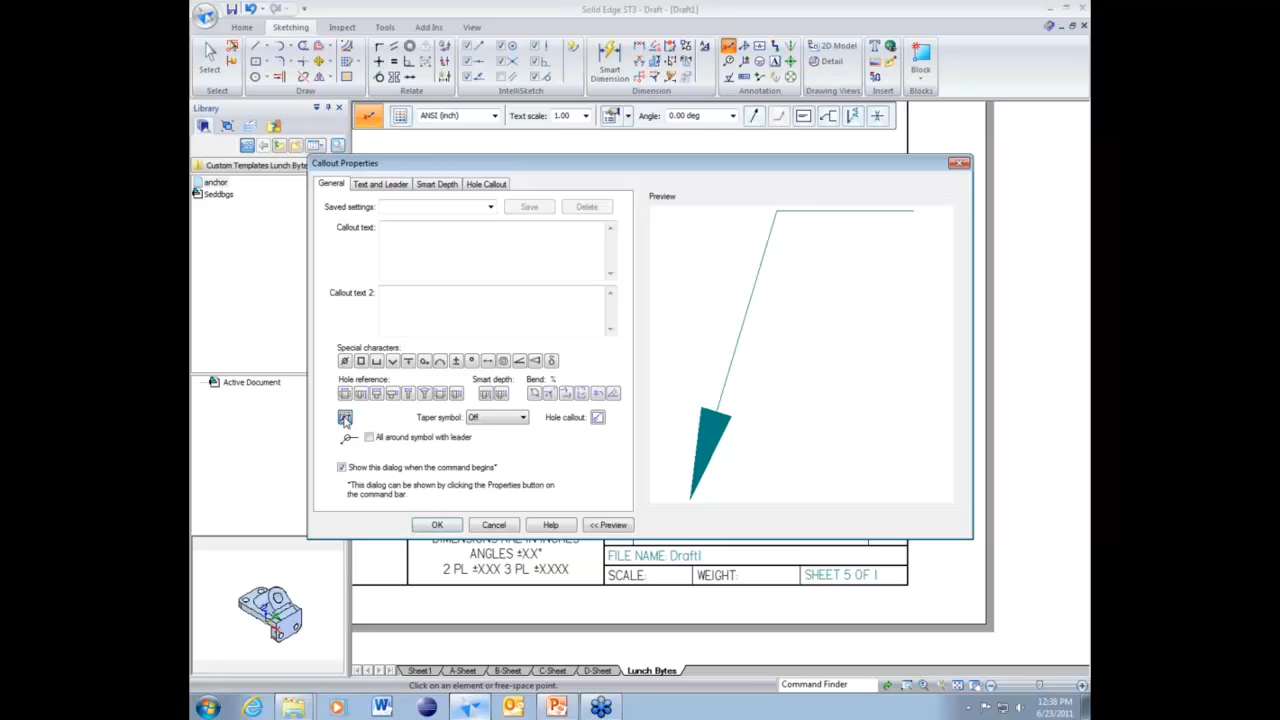 Solid Edge ST3 - Draft - [Draft1]
Home Sketching Inspect Tools Add Ins View
Select
Smart Dimension
2D Model
Detail
Block
Select Draw Relate IntelliSketch Dimension Annotation Drawing Views Insert Blocks
Library
ANSI (inch) Text scale: 1.00 Angle: 0.00 deg
Custom Templates Lunch Byte
anchor
Seddbgs
Callout Properties
General Text and Leader Smart Depth Hole Callout
Saved settings: Save Delete
Preview
Callout text:
Callout text 2:
Special characters:
Hole reference: Smart depth: Bend: %
Taper symbol: Off Hole callout:
All around symbol with leader
Show this dialog when the command begins*
*This dialog can be shown by clicking the Properties button on
the command bar.
OK Cancel Help << Preview
Active Document
DIMENSIONS ARE IN INCHES
ANGLES ±X.X°
2 PL ±X.XX 3 PL ±X.XXX
FILE NAME: Draft1
SCALE: WEIGHT: SHEET 5 OF 1
Sheet1 A-Sheet B-Sheet C-Sheet D-Sheet Lunch Bytes
Click on an element or free-space point.
Command Finder
12:38 PM
6/23/2011